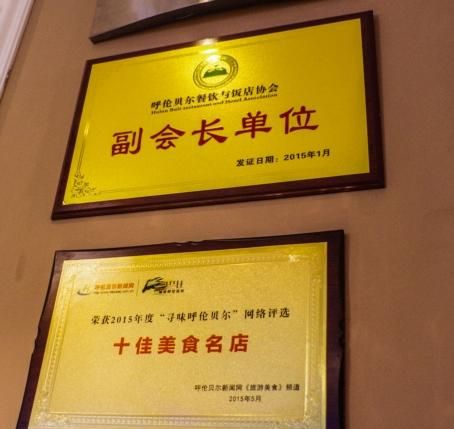 呼伦贝尔餐饮与饭店协会
Hulun Buir restaurant and Hotel Association
副会长单位
发证日期：2015年1月
呼伦贝尔新闻网
荣获2015年度“寻味呼伦贝尔”网络评选
十佳美食名店
呼伦贝尔新闻网《旅游美食》频道
2015年5月